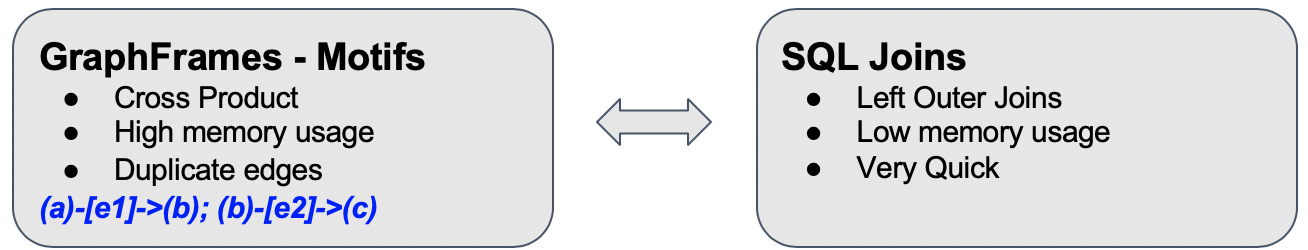 GraphFrames - Motifs
● Cross Product
● High memory usage
● Duplicate edges
(a)-[e1]->(b); (b)-[e2]->(c)
SQL Joins
● Left Outer Joins
● Low memory usage
● Very Quick